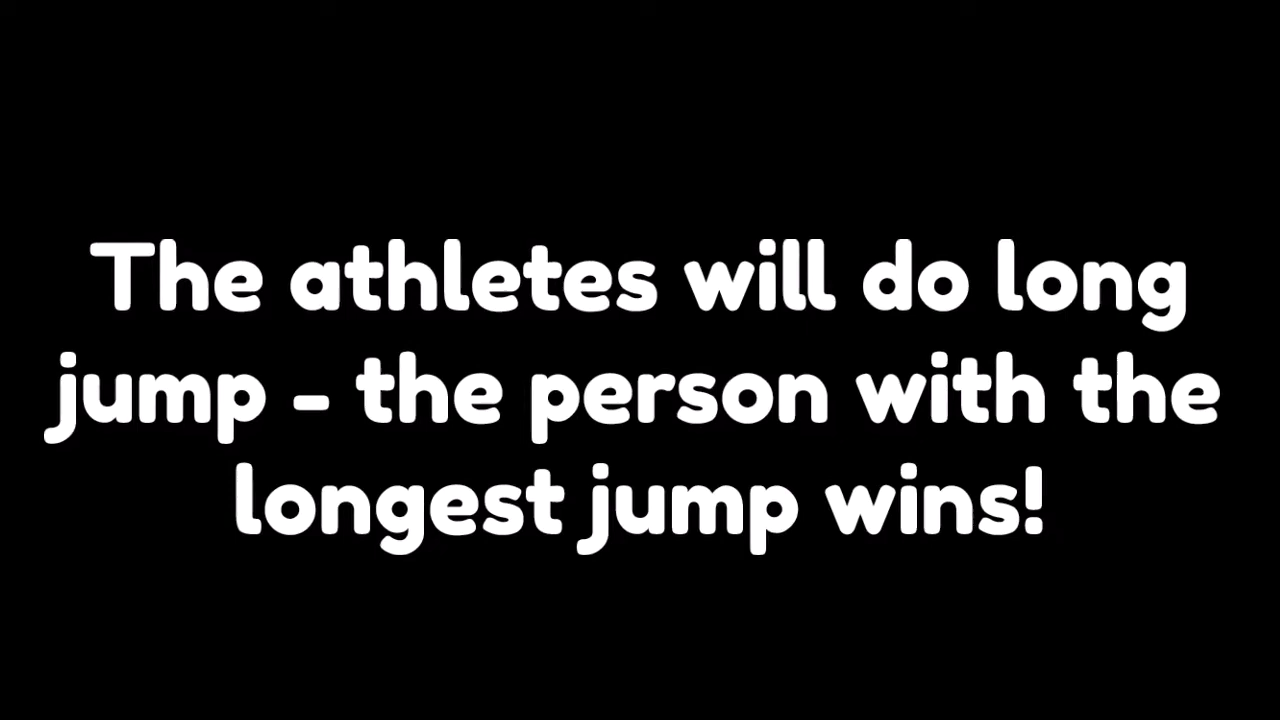 The athletes will do long
jump - the person with the
longest jump wins!